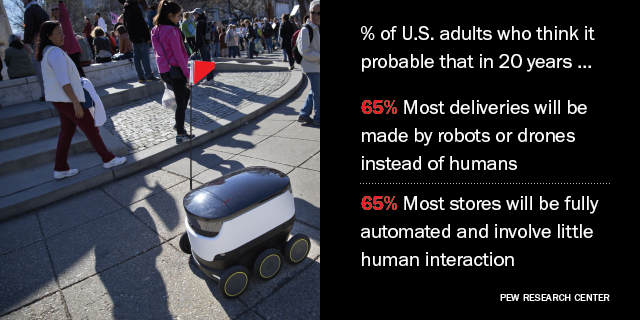 % of U.S. adults who think it
probable that in 20 years ...
65% Most deliveries will be
made by robots or drones
instead of humans
65% Most stores will be fully
automated and involve little
human interaction
PEW RESEARCH CENTER